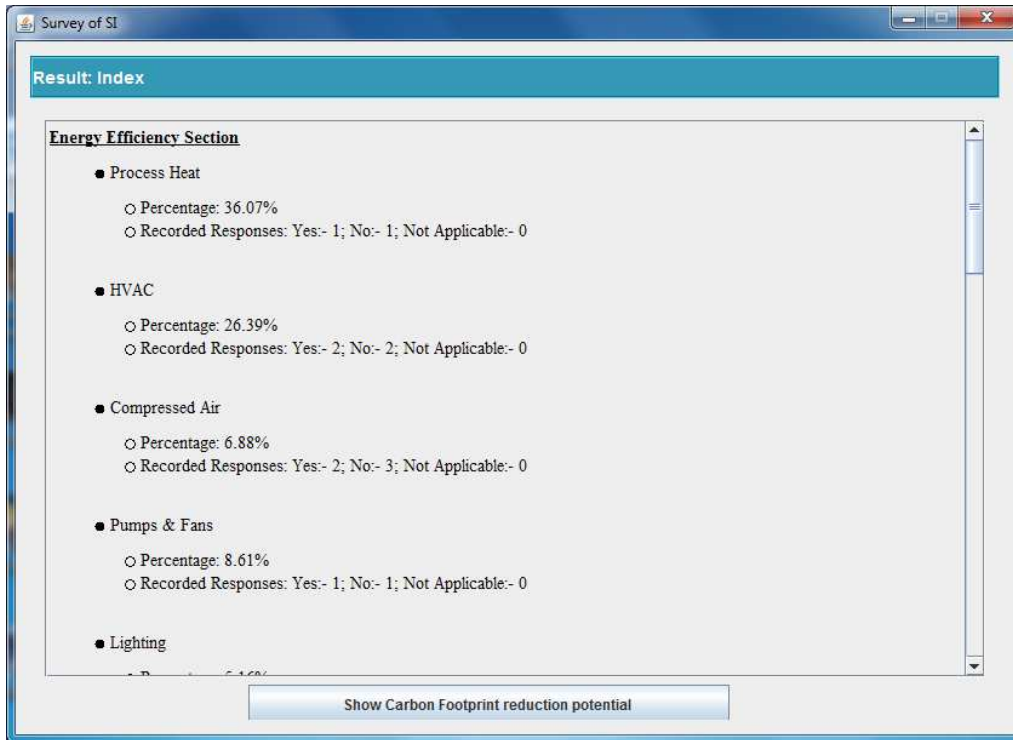 Survey of SI
Result: Index
Energy Efficiency Section
Process Heat
Percentage: 36.07%
Recorded Responses: Yes:- 1; No:- 1; Not Applicable:- 0
HVAC
Percentage: 26.39%
Recorded Responses: Yes:- 2; No:- 2; Not Applicable:- 0
Compressed Air
Percentage: 6.88%
Recorded Responses: Yes:- 2; No:- 3; Not Applicable:- 0
Pumps & Fans
Percentage: 8.61%
Recorded Responses: Yes:- 1; No:- 1; Not Applicable:- 0
Lighting
5.16%
Show Carbon Footprint reduction potential